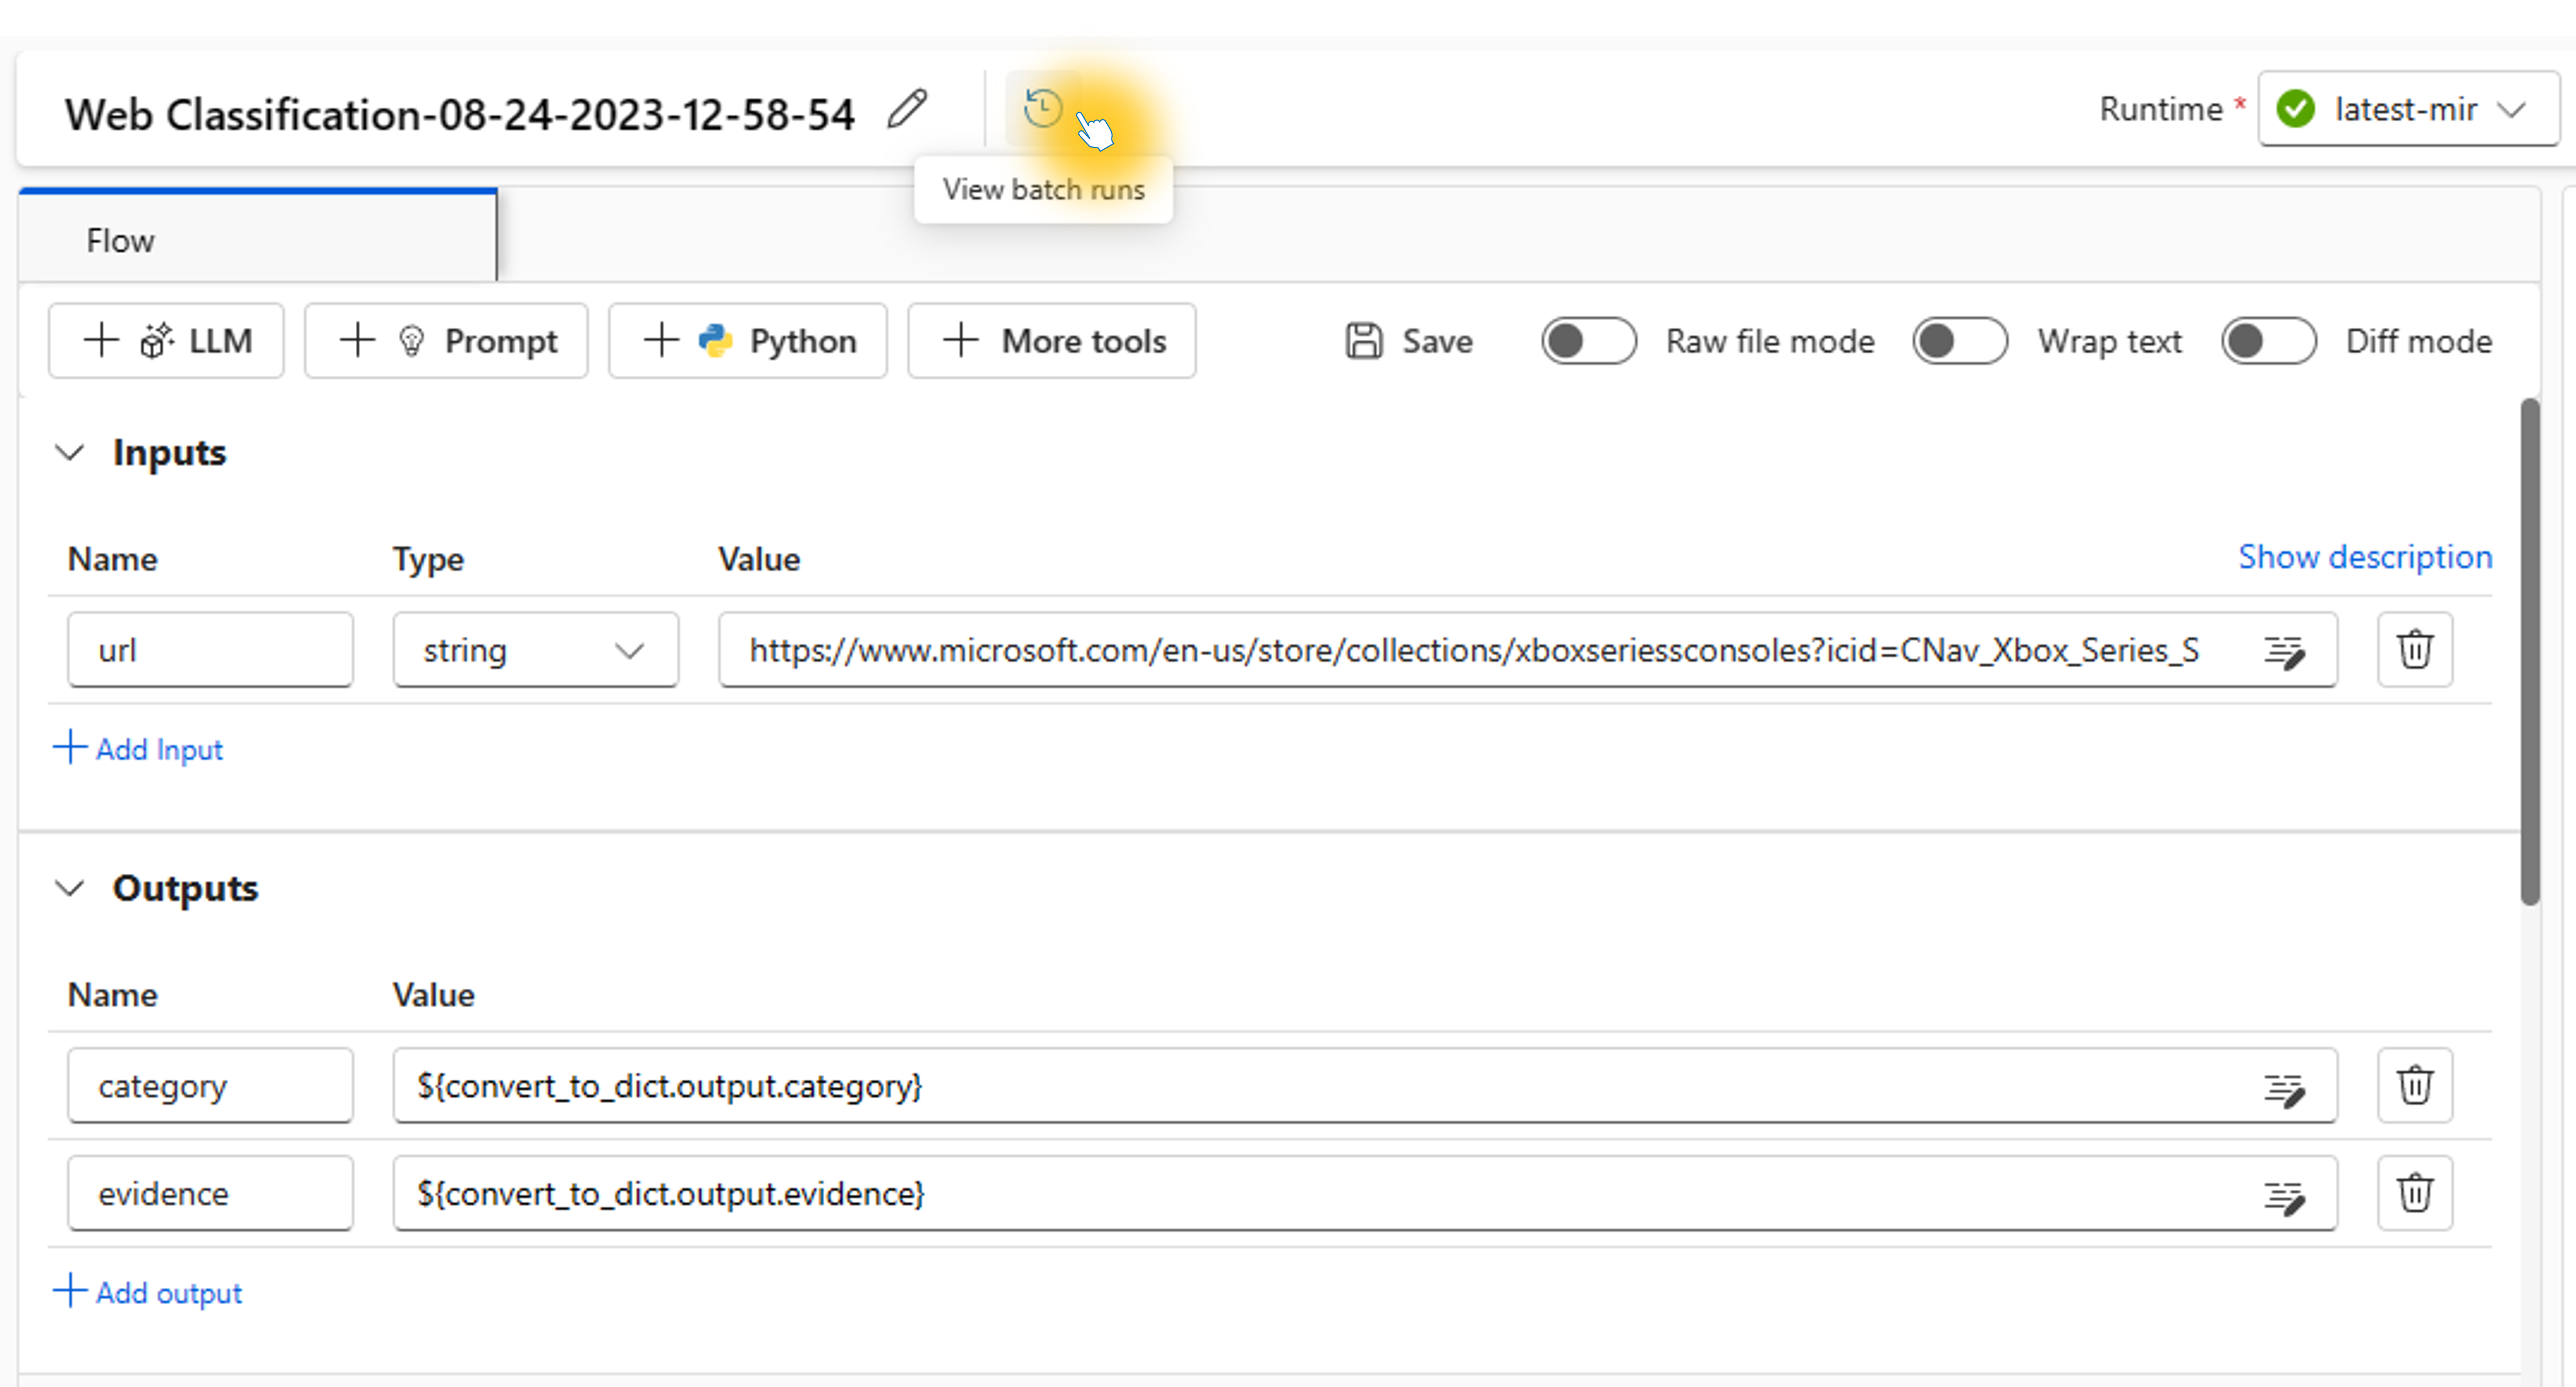 Web Classification-08-24-2023-12-58-54
Runtime * latest-mir
View batch runs
Flow
LLM Prompt Python More tools Save Raw file mode Wrap text Diff mode
Inputs
Name Type Value Show description
url string https://www.microsoft.com/en-us/store/collections/xboxseriessconsoles?icid=CNav_Xbox_Series_S
Add Input
Outputs
Name Value
category ${convert_to_dict.output.category}
evidence ${convert_to_dict.output.evidence}
Add output